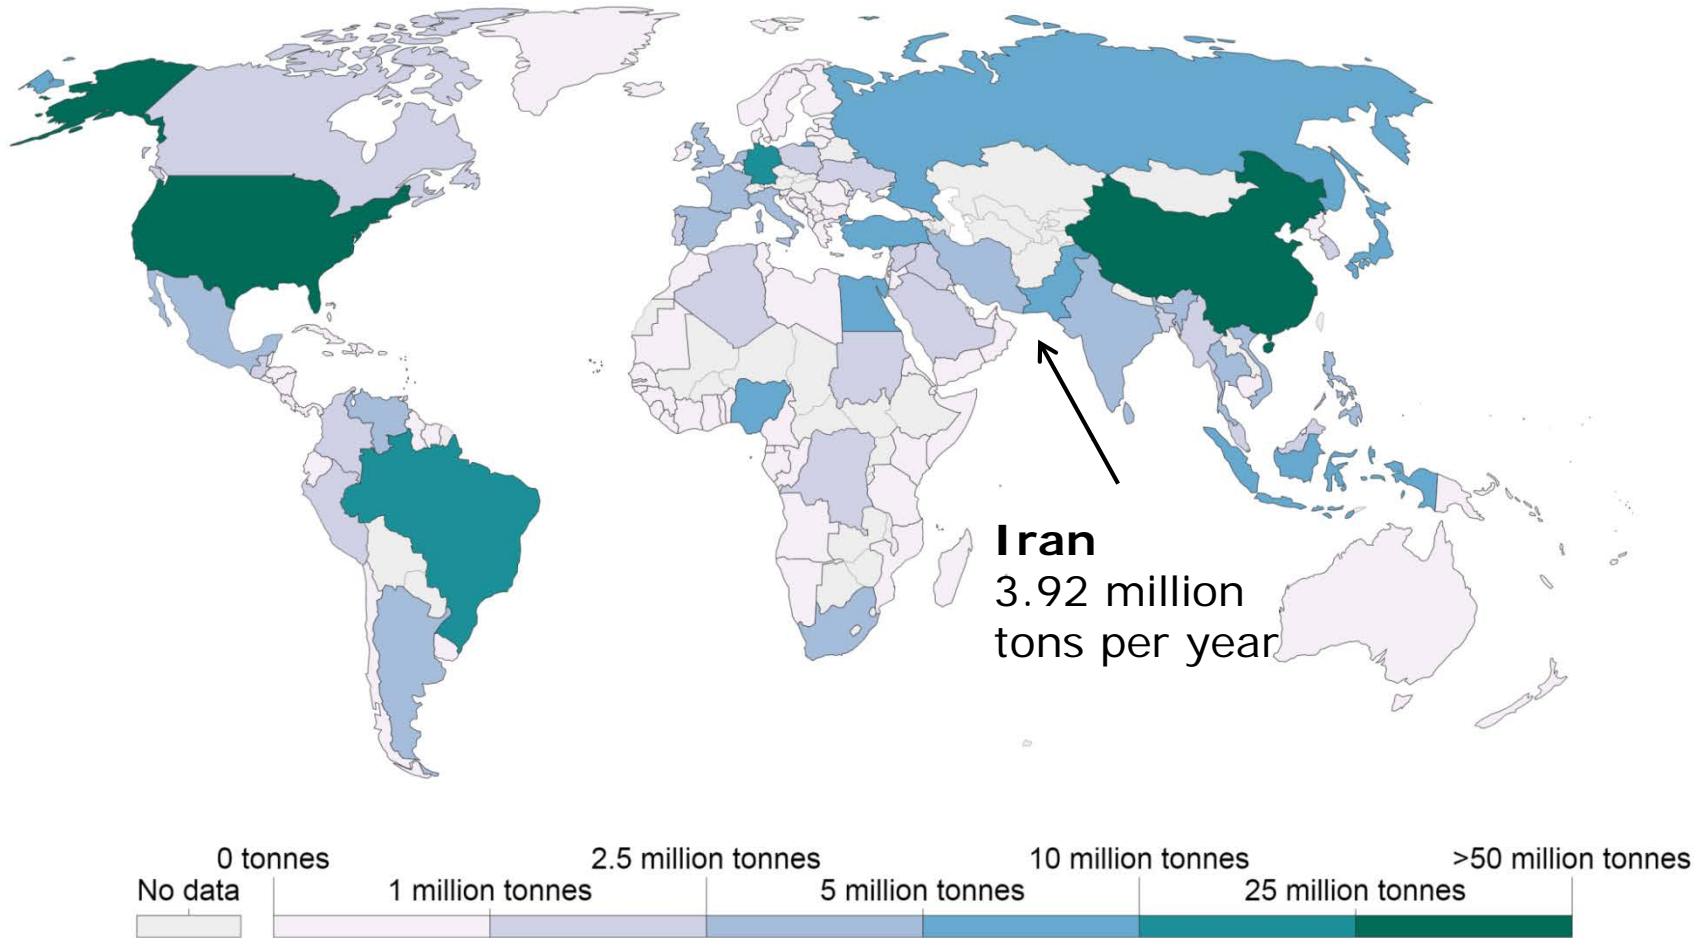 Iran
3.92 million
tons per year
0 tonnes 2.5 million tonnes 10 million tonnes >50 million tonnes
No data 1 million tonnes 5 million tonnes 25 million tonnes